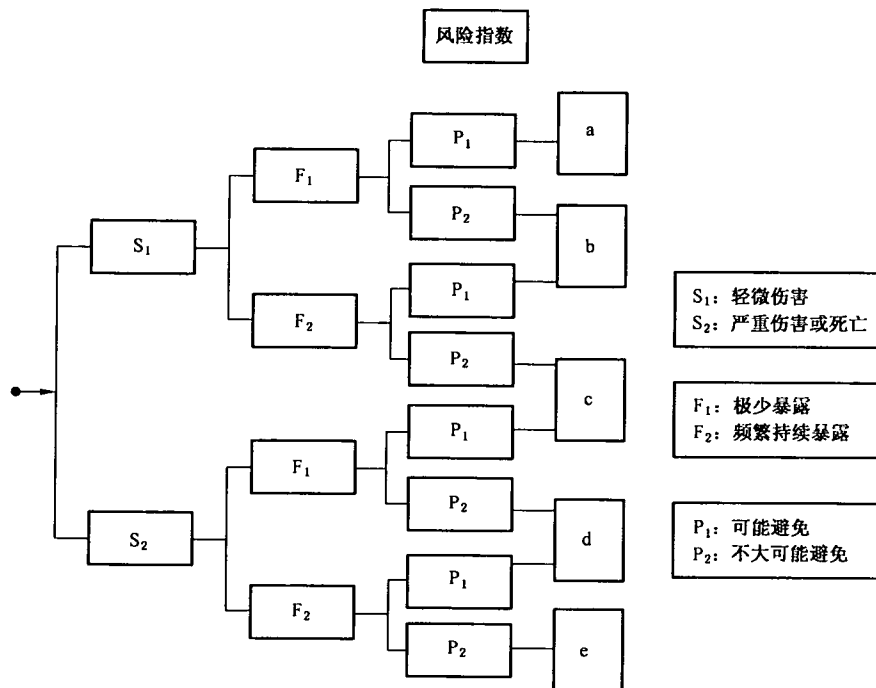 风险指数
P₁
a
F₁
P₂
S₁
b
P₁
F₂
P₂
c
P₁
F₁
P₂
S₂
d
P₁
F₂
P₂
e
S₁：轻微伤害
S₂：严重伤害或死亡
F₁：极少暴露
F₂：频繁持续暴露
P₁：可能避免
P₂：不大可能避免